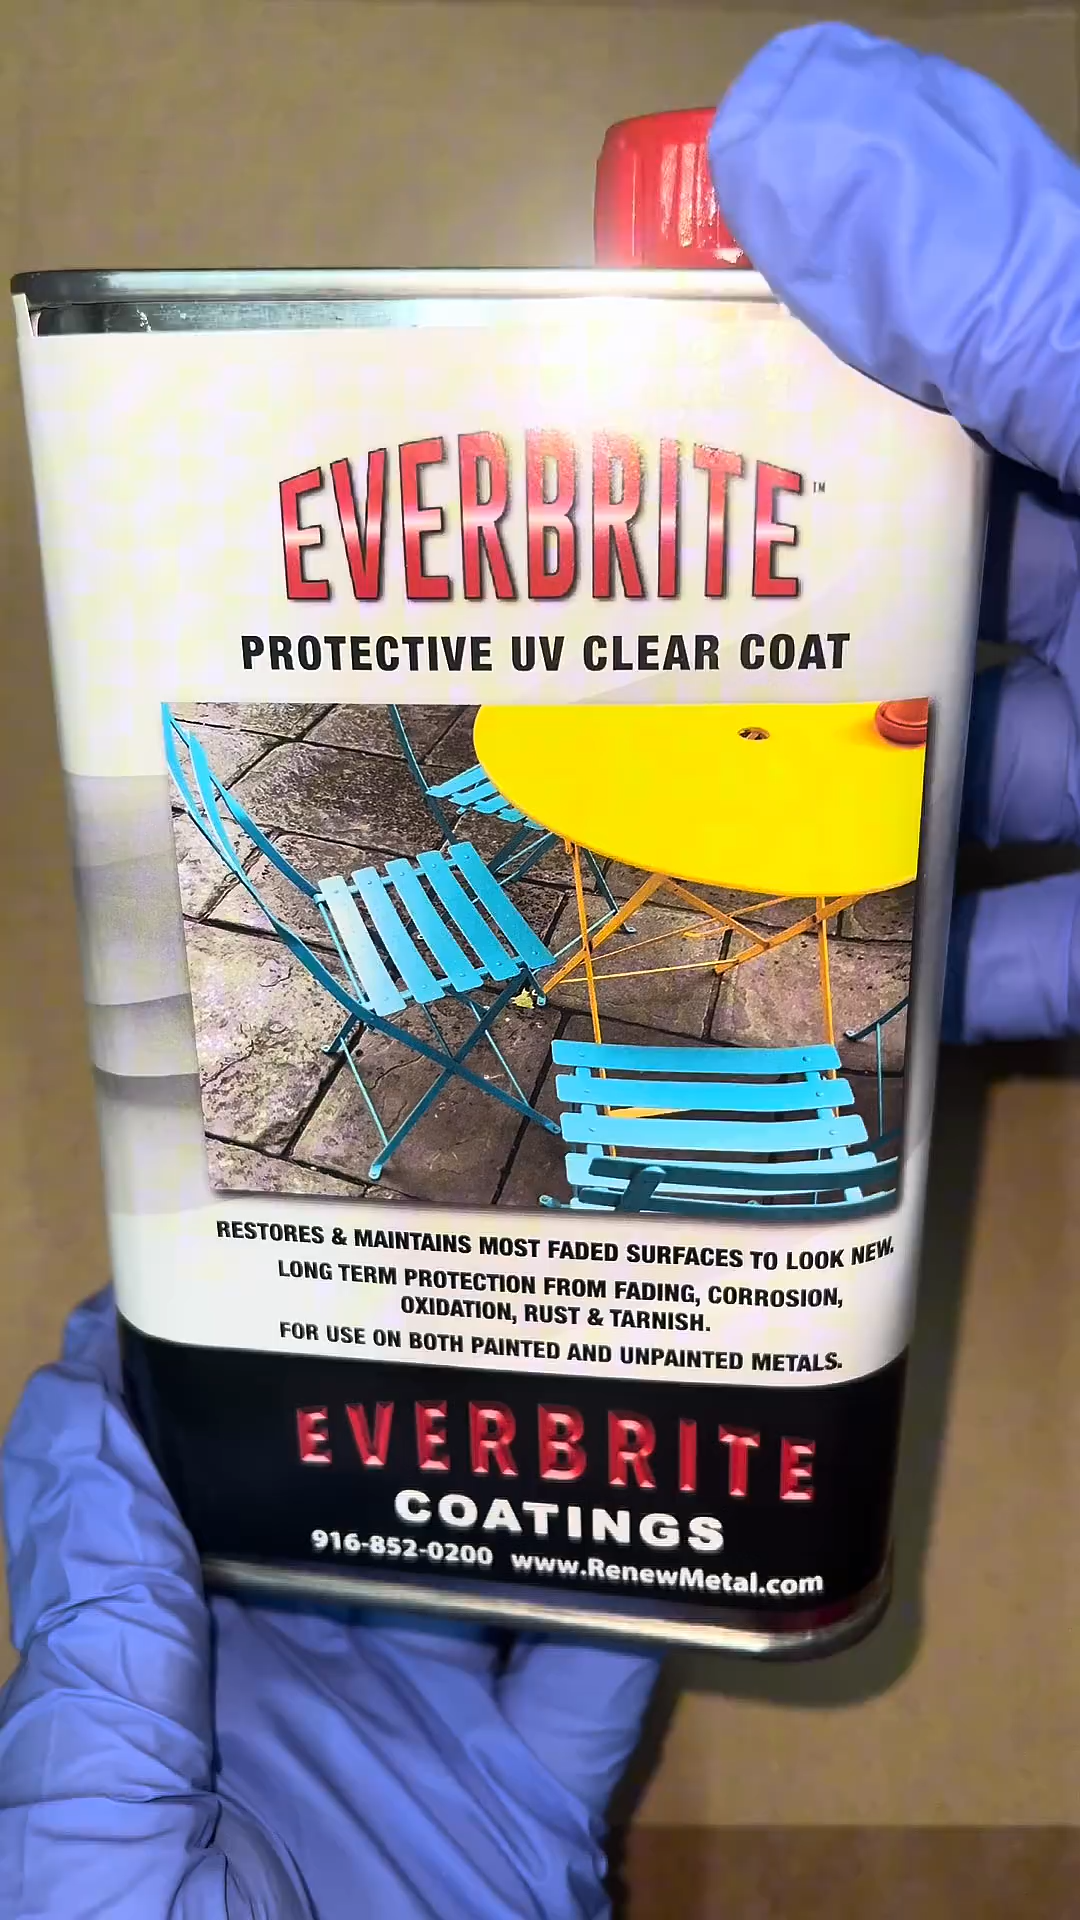 EVERBRITE™
PROTECTIVE UV CLEAR COAT
RESTORES & MAINTAINS MOST FADED SURFACES TO LOOK NEW.
LONG TERM PROTECTION FROM FADING, CORROSION,
OXIDATION, RUST & TARNISH.
FOR USE ON BOTH PAINTED AND UNPAINTED METALS.
EVERBRITE
COATINGS
916-852-0200 www.RenewMetal.com